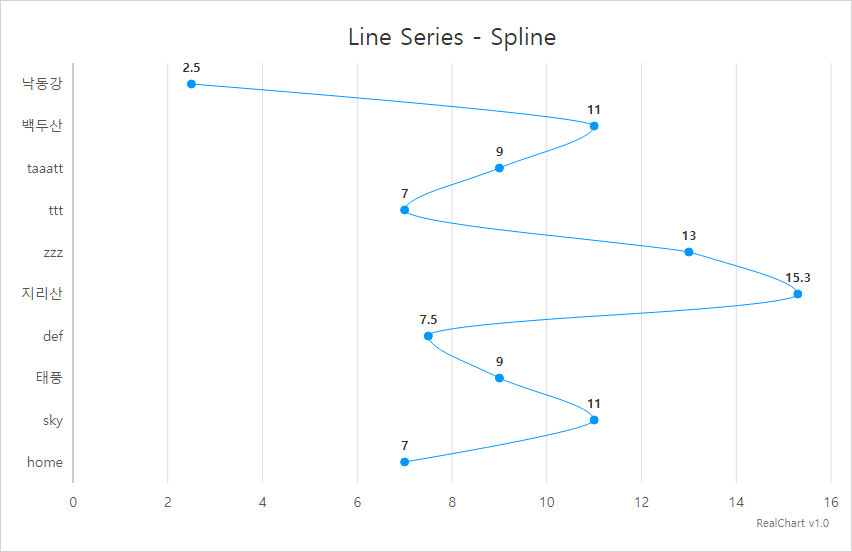 Line Series - Spline
낙동강
2.5
백두산
11
taaatt
9
ttt
7
zzz
13
지리산
15.3
def
7.5
태풍
9
sky
11
home
7
0 2 4 6 8 10 12 14 16
RealChart v1.0